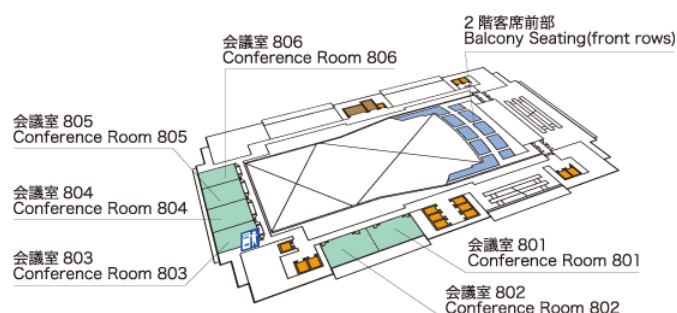 会議室 806
Conference Room 806
2 階客席前部
Balcony Seating(front rows)
会議室 805
Conference Room 805
会議室 804
Conference Room 804
会議室 803
Conference Room 803
会議室 801
Conference Room 801
会議室 802
Conference Room 802